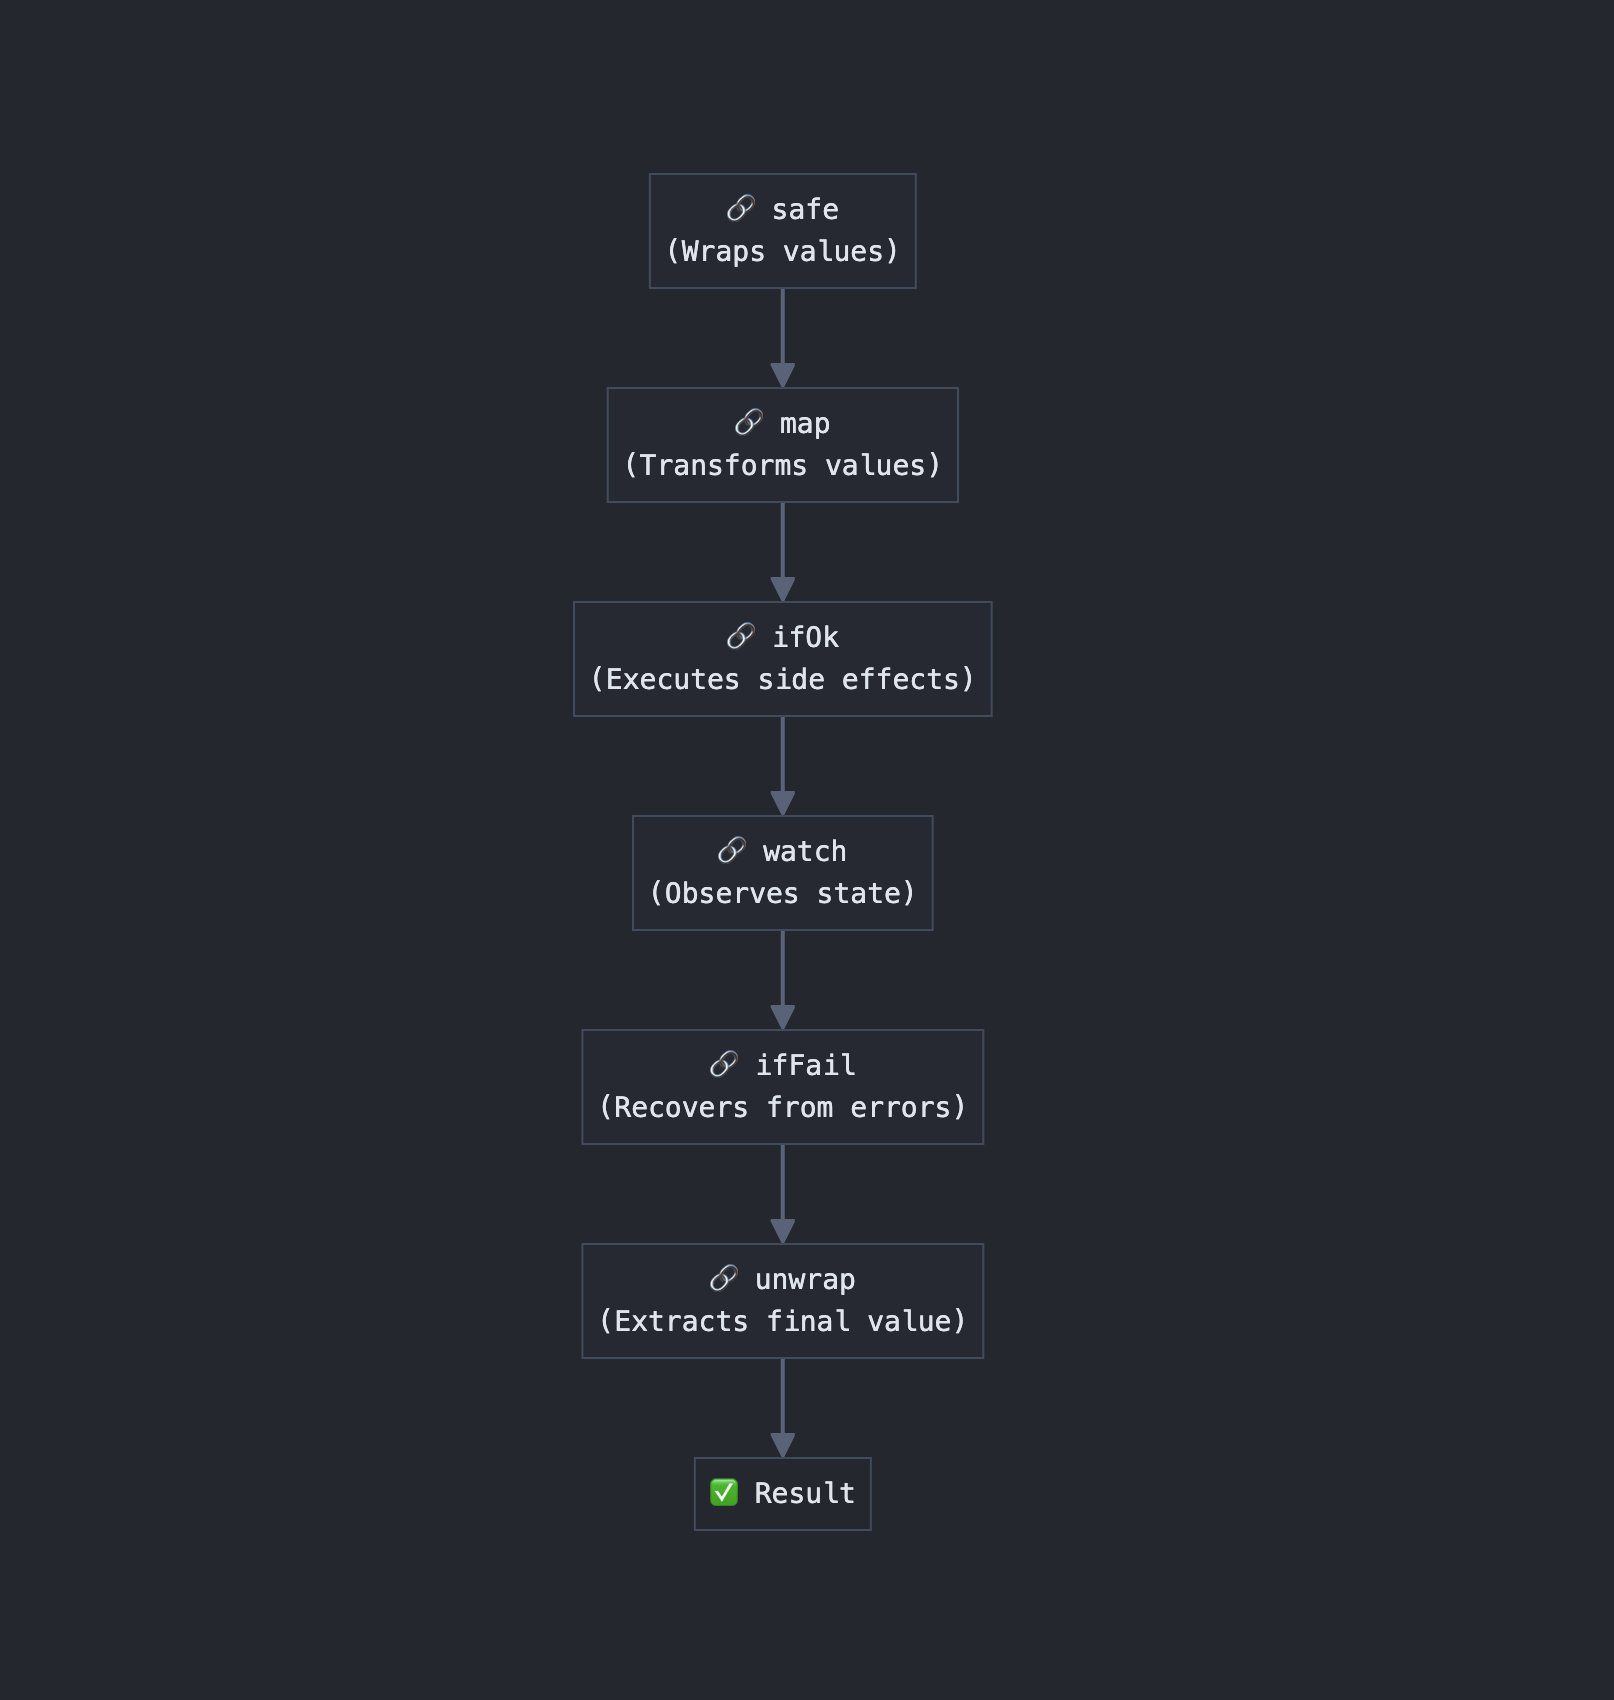 🔗 safe
(Wraps values)
🔗 map
(Transforms values)
🔗 ifOk
(Executes side effects)
🔗 watch
(Observes state)
🔗 ifFail
(Recovers from errors)
🔗 unwrap
(Extracts final value)
✅ Result